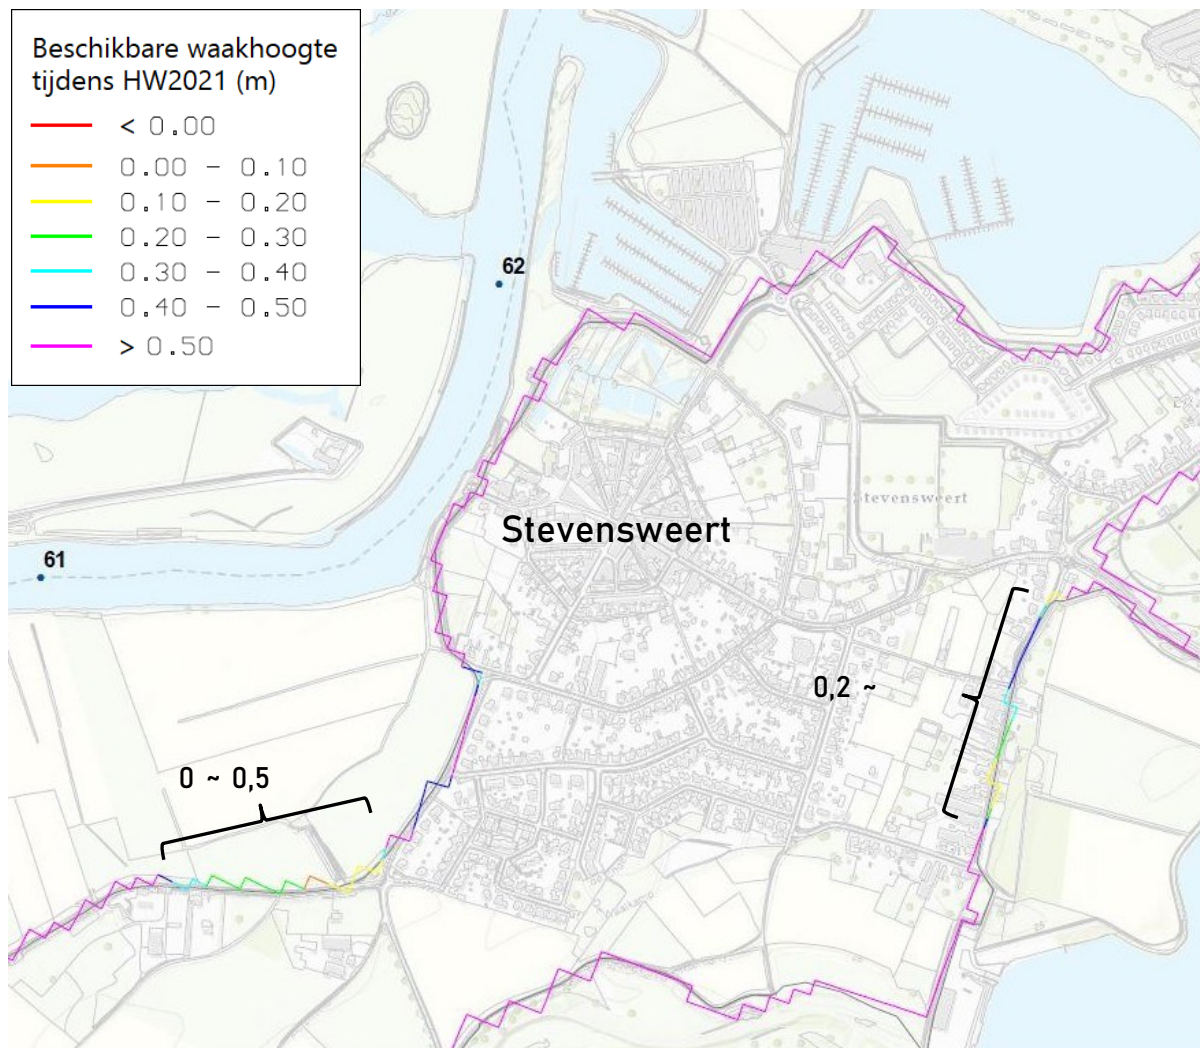 Beschikbare waakhoogte
tijdens HW2021 (m)
< 0.00
0.00 - 0.10
0.10 - 0.20
0.20 - 0.30
0.30 - 0.40
0.40 - 0.50
> 0.50
62
Stevensweert
Stevensweert
61
0,2 ~
0 ~ 0,5